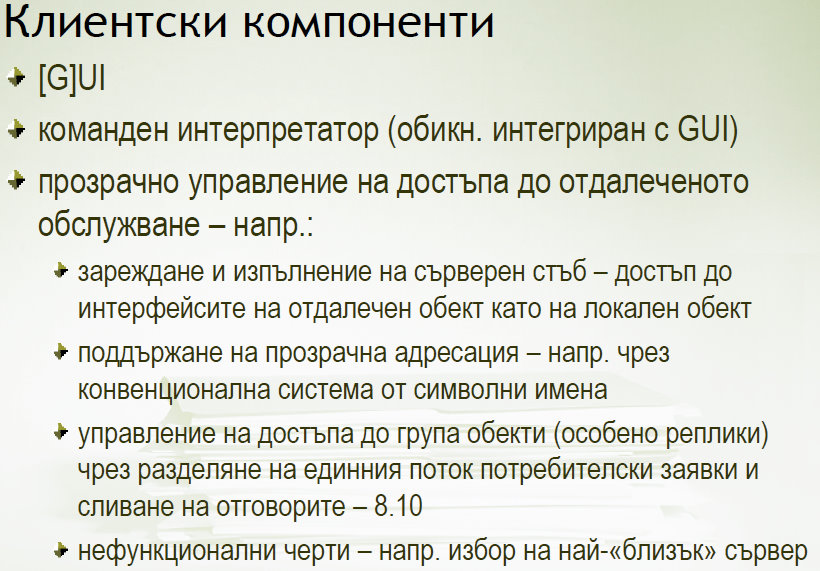 Клиентски компоненти
[G]UI
команден интерпретатор (обикн. интегриран с GUI)
прозрачно управление на достъпа до отдалеченото
обслужване – напр.:
зареждане и изпълнение на сърверен стъб – достъп до
интерфейсите на отдалечен обект като на локален обект
поддържане на прозрачна адресация – напр. чрез
конвенционална система от символни имена
управление на достъпа до група обекти (особено реплики)
чрез разделяне на единния поток потребителски заявки и
сливане на отговорите – 8.10
нефункционални черти – напр. избор на най-«близък» сървер